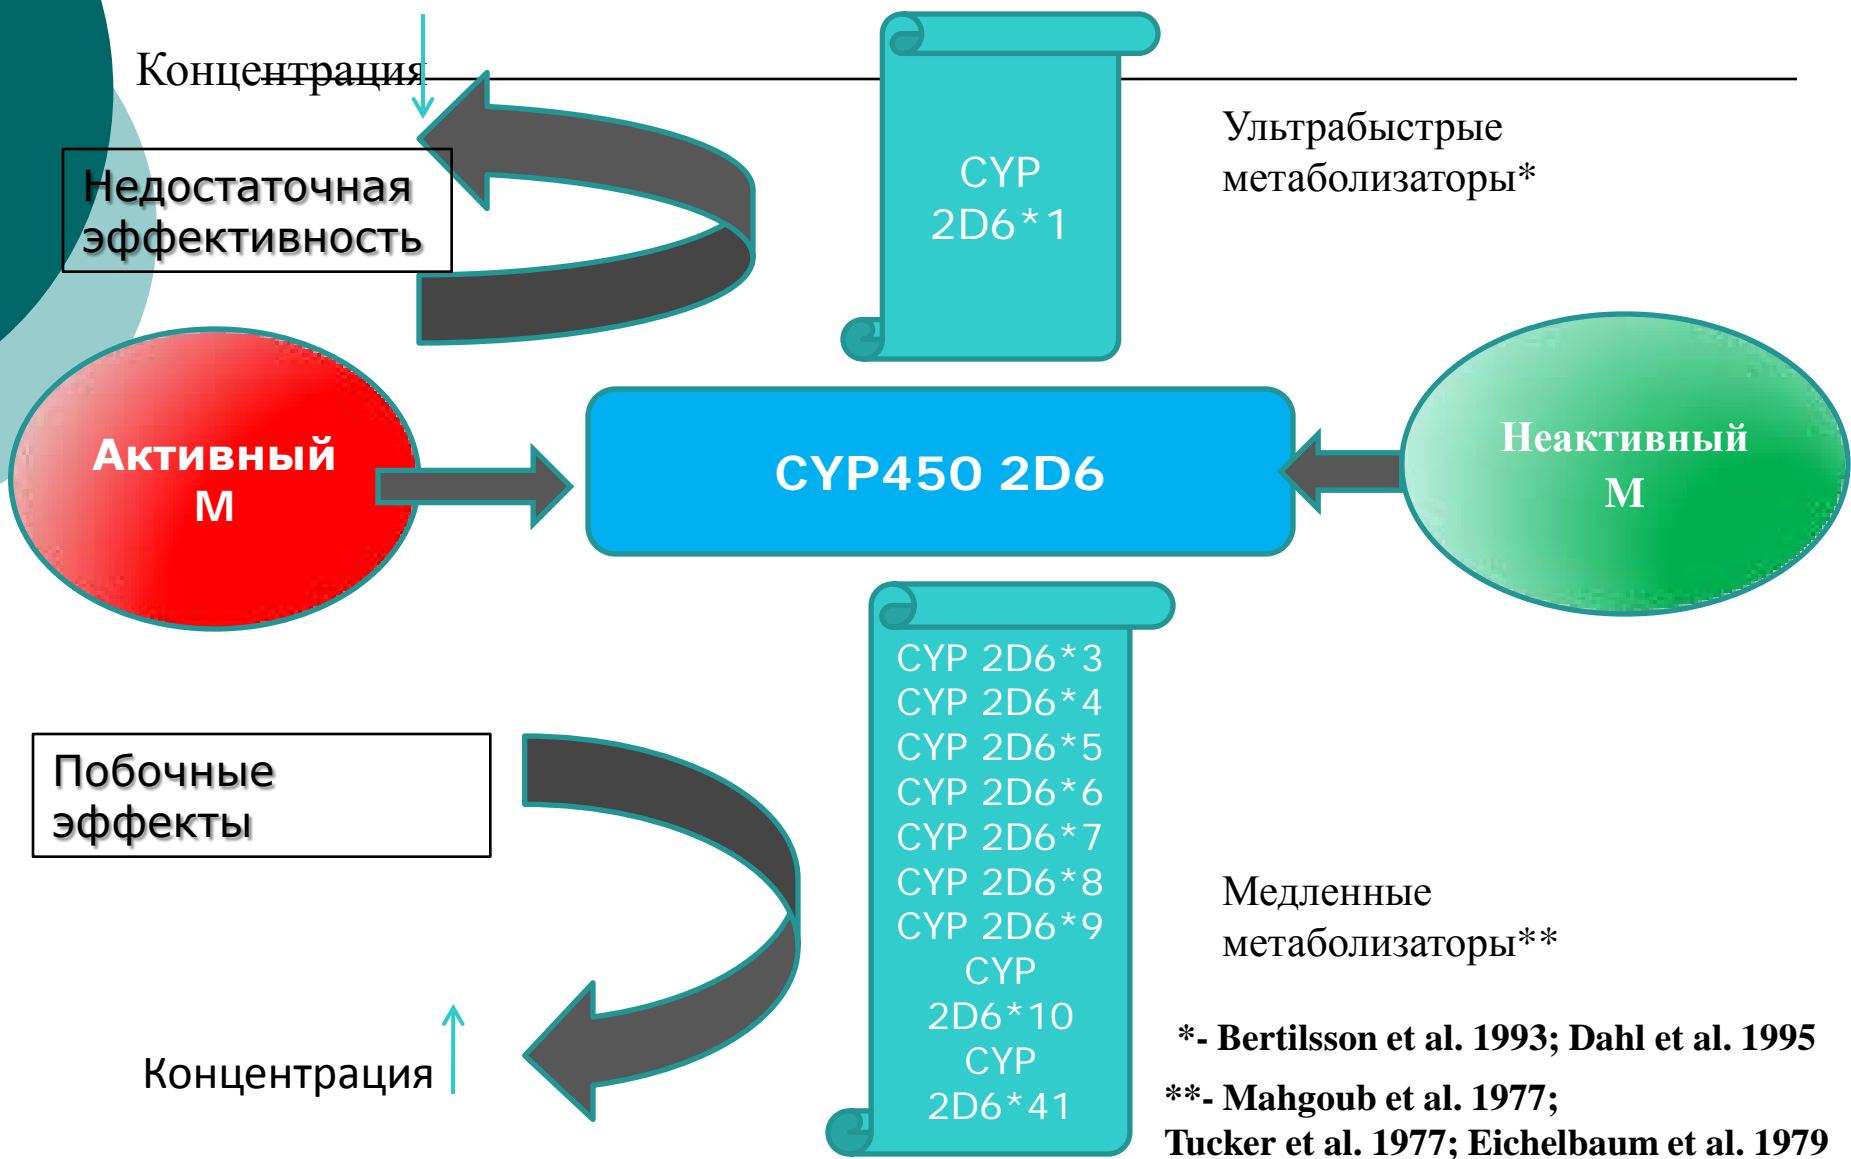 Концентрация
Недостаточная
эффективность
CYP
2D6*1
Ультрабыстрые
метаболизаторы*
Активный
М
CYP450 2D6
Неактивный
М
Побочные
эффекты
Концентрация
CYP 2D6*3
CYP 2D6*4
CYP 2D6*5
CYP 2D6*6
CYP 2D6*7
CYP 2D6*8
CYP 2D6*9
CYP
2D6*10
CYP
2D6*41
Медленные
метаболизаторы**
*- Bertilsson et al. 1993; Dahl et al. 1995
**- Mahgoub et al. 1977;
Tucker et al. 1977; Eichelbaum et al. 1979